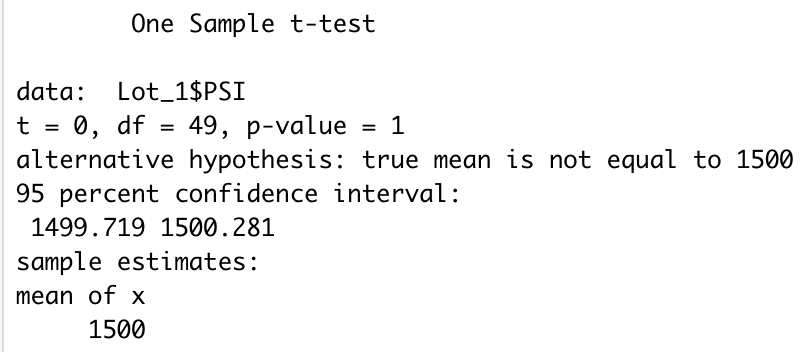 One Sample t-test
data:  Lot_1$PSI
t = 0, df = 49, p-value = 1
alternative hypothesis: true mean is not equal to 1500
95 percent confidence interval:
1499.719 1500.281
sample estimates:
mean of x
1500